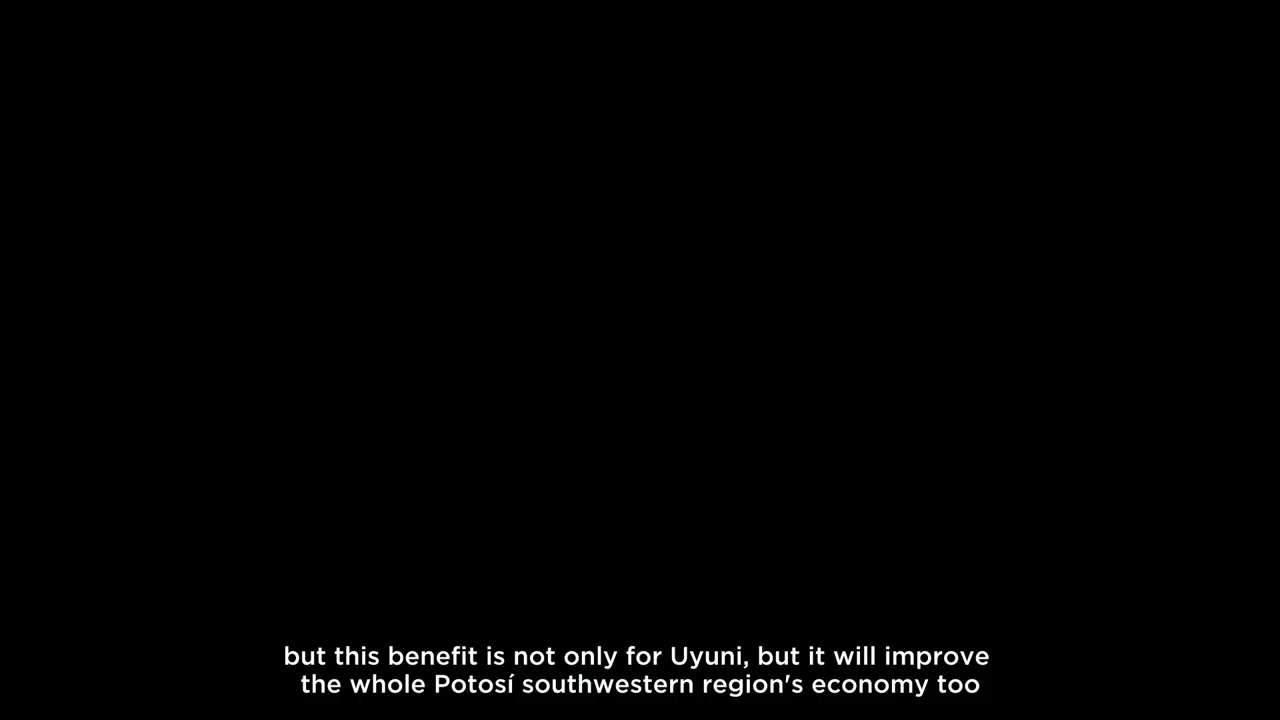 but this benefit is not only for Uyuni, but it will improve
the whole Potosí southwestern region's economy too